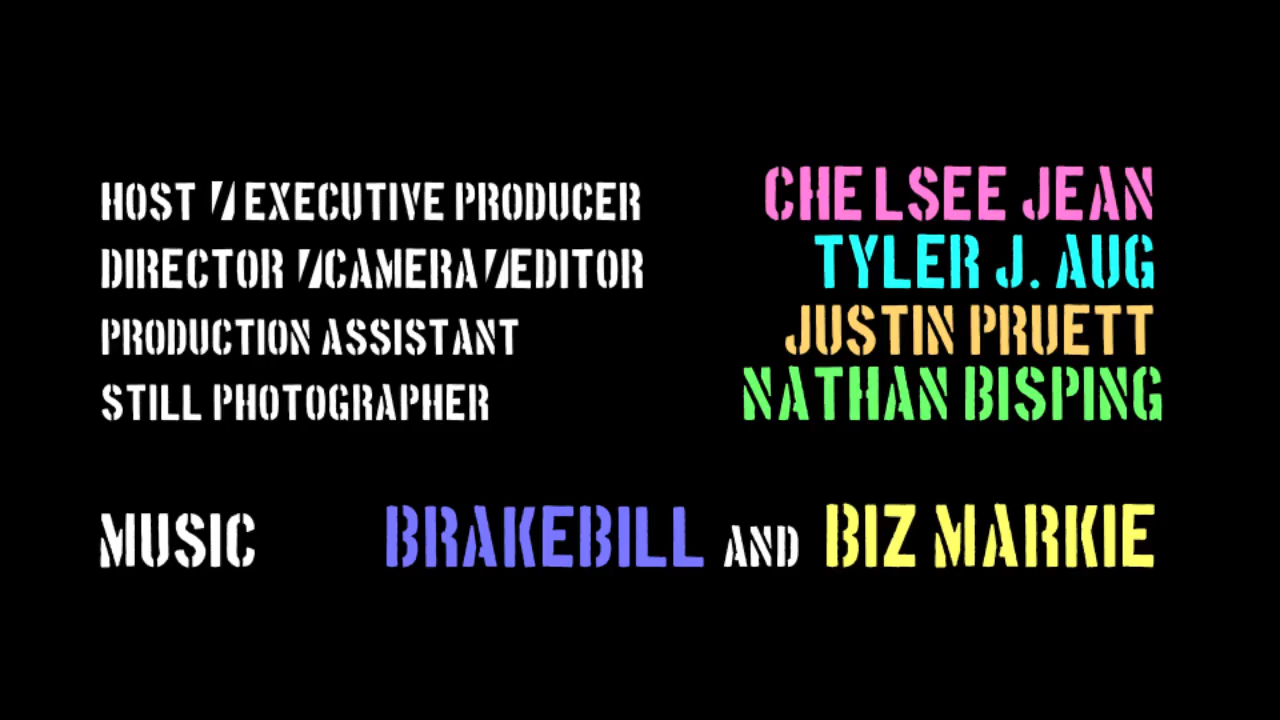 HOST / EXECUTIVE PRODUCER CHELSEE JEAN
DIRECTOR /CAMERA/EDITOR TYLER J. AUG
PRODUCTION ASSISTANT JUSTIN PRUETT
STILL PHOTOGRAPHER NATHAN BISPING
MUSIC BRAKEBILL AND BIZ MARKIE